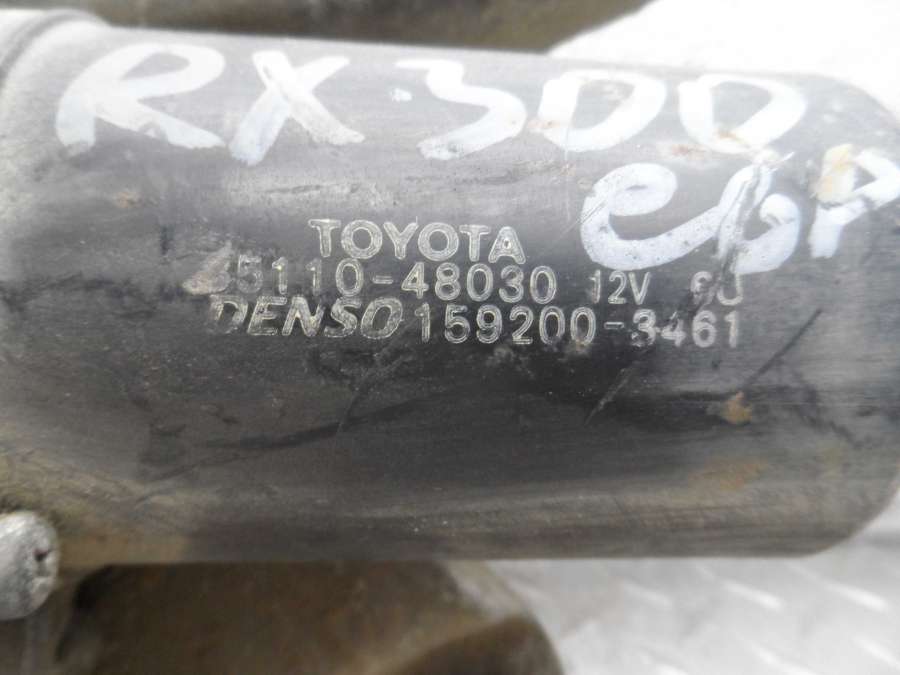 RX300
TOYOTA
85110-48030 12V
DENSO 159200-3461